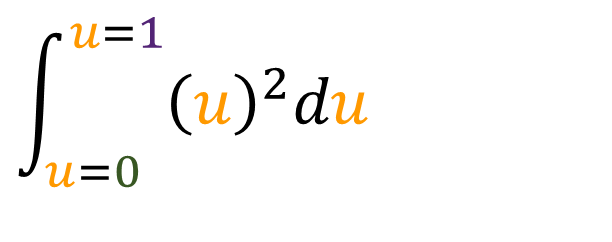 u=1
∫ (u)² du
u=0